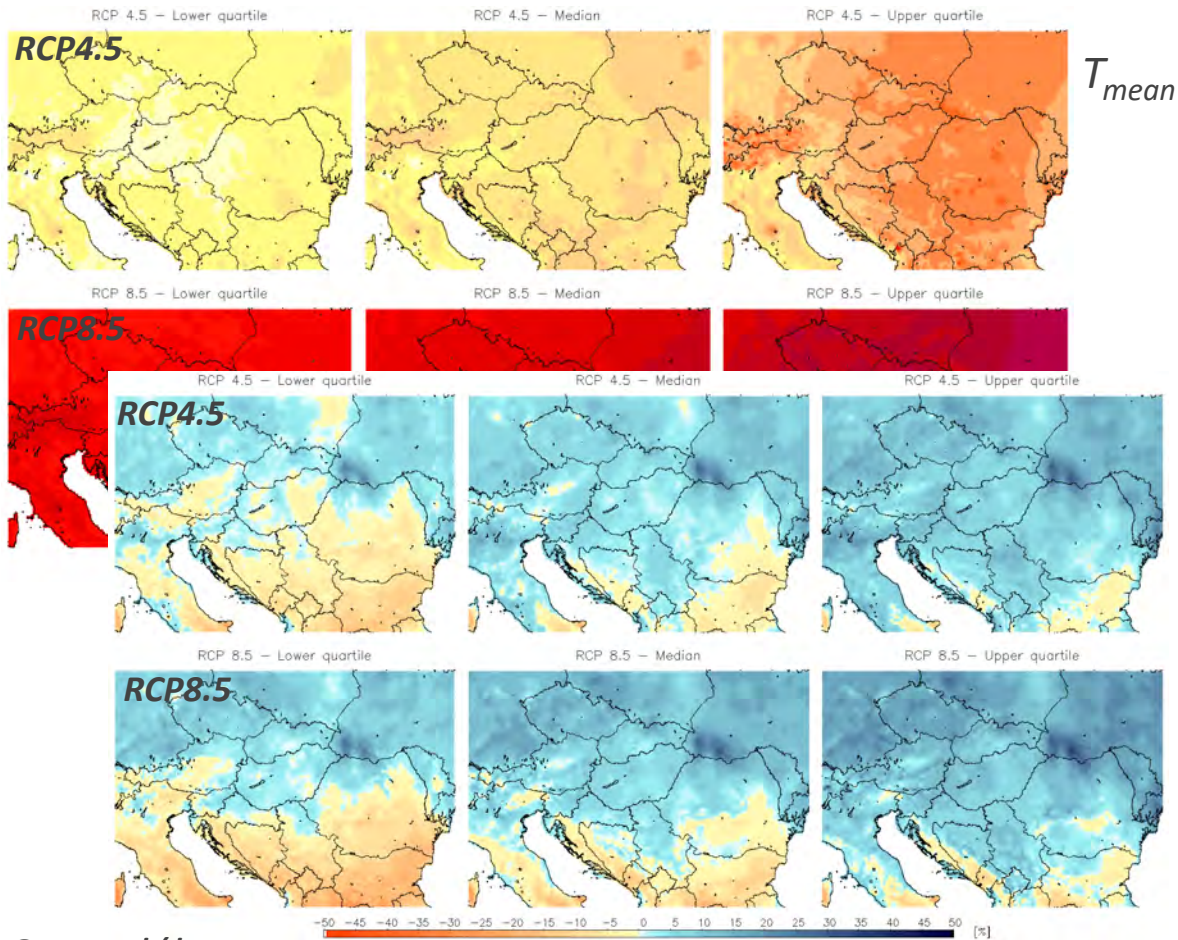 RCP 4.5 – Lower quartile RCP 4.5 – Median RCP 4.5 – Upper quartile
RCP4.5
Tmean
RCP 8.5 – Lower quartile RCP 8.5 – Median RCP 8.5 – Upper quartile
RCP8.5
RCP 4.5 – Lower quartile RCP 4.5 – Median RCP 4.5 – Upper quartile
RCP4.5
RCP 8.5 – Lower quartile RCP 8.5 – Median RCP 8.5 – Upper quartile
RCP8.5
-50 -45 -40 -35 -30 -25 -20 -15 -10 -5 0 5 10 15 20 25 30 35 40 45 50 [%]